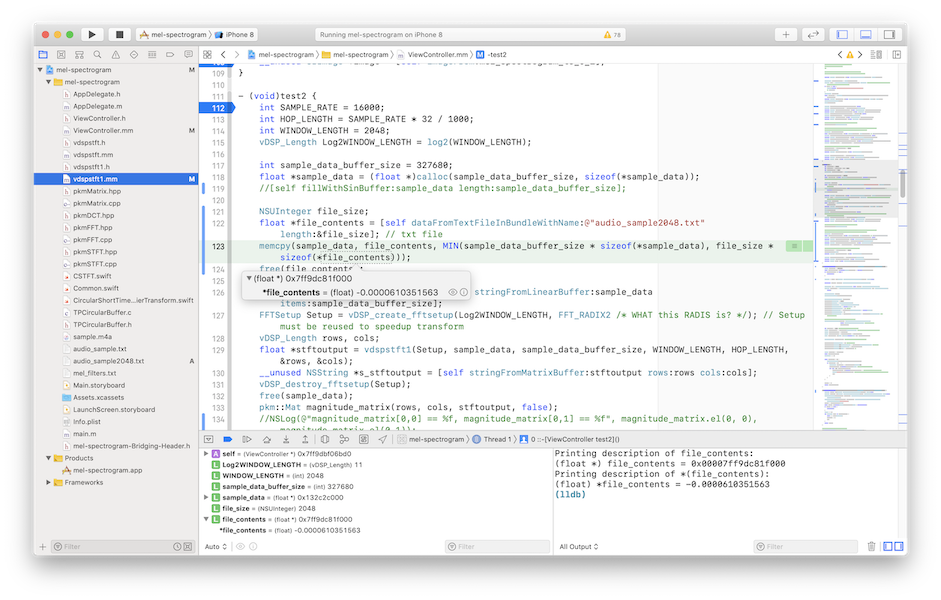 mel-spectrogram
iPhone 8
Running mel-spectrogram on iPhone 8
78
mel-spectrogram
mel-spectrogram
ViewController.mm
-test2
mel-spectrogram
M
mel-spectrogram
AppDelegate.h
AppDelegate.m
ViewController.h
ViewController.mm
M
vdspstft.h
vdspstft.mm
vdspstft1.h
vdspstft1.mm
M
pkmMatrix.hpp
pkmMatrix.cpp
pkmDCT.hpp
pkmFFT.hpp
pkmFFT.cpp
pkmSTFT.hpp
pkmSTFT.cpp
CSTFT.swift
Common.swift
CircularShortTime...ierTransform.swift
TPCircularBuffer.c
TPCircularBuffer.h
sample.m4a
audio_sample.txt
audio_sample2048.txt
A
mel_filters.txt
Main.storyboard
Assets.xcassets
LaunchScreen.storyboard
Info.plist
main.m
mel-spectrogram-Bridging-Header.h
Products
mel-spectrogram.app
Frameworks
Filter
109 }
110
111 - (void)test2 {
112 int SAMPLE_RATE = 16000;
113 int HOP_LENGTH = SAMPLE_RATE * 32 / 1000;
114 int WINDOW_LENGTH = 2048;
115 vDSP_Length Log2WINDOW_LENGTH = log2(WINDOW_LENGTH);
116
117 int sample_data_buffer_size = 327680;
118 float *sample_data = (float *)calloc(sample_data_buffer_size, sizeof(*sample_data));
119 //[self fillWithSinBuffer:sample_data length:sample_data_buffer_size];
120
121 NSUInteger file_size;
122 float *file_contents = [self dataFromTextFileInBundleWithName:@"audio_sample2048.txt"
length:&file_size]; // txt file
123 memcpy(sample_data, file_contents, MIN(sample_data_buffer_size * sizeof(*sample_data), file_size *
sizeof(*file_contents)));
124 free(file_contents
(float *) 0x7ff9dc81f000
*file_contents = (float) -0.0000610351563
125
126 stringFromLinearBuffer:sample_data
items:sample_data_buffer_size];
127 FFTSetup Setup = vDSP_create_fftsetup(Log2WINDOW_LENGTH, FFT_RADIX2 /* WHAT this RADIS is? */); // Setup
must be reused to speedup transform
128 vDSP_Length rows, cols;
129 float *stftoutput = vdspstft1(Setup, sample_data, sample_data_buffer_size, WINDOW_LENGTH, HOP_LENGTH,
&rows, &cols);
130 __unused NSString *s_stftoutput = [self stringFromMatrixBuffer:stftoutput rows:rows cols:cols];
131 vDSP_destroy_fftsetup(Setup);
132 free(sample_data);
133 pkm::Mat magnitude_matrix(rows, cols, stftoutput, false);
134 //NSLog(@"magnitude_matrix[0,0] == %f, magnitude_matrix[0,1] == %f", magnitude_matrix.el(0, 0),
mel-spectrogram
Thread 1
0 ::-[ViewController test2]()
self = (ViewController *) 0x7ff9dbf06bd0
Log2WINDOW_LENGTH = (vDSP_Length) 11
WINDOW_LENGTH = (int) 2048
sample_data_buffer_size = (int) 327680
sample_data = (float *) 0x132c2c000
file_size = (NSUInteger) 2048
file_contents = (float *) 0x7ff9dc81f000
*file_contents = (float) -0.0000610351563
Auto
Filter
Printing description of file_contents:
(float *) file_contents = 0x00007ff9dc81f000
Printing description of *(file_contents):
(float) *file_contents = -0.0000610351563
(lldb)
All Output
Filter